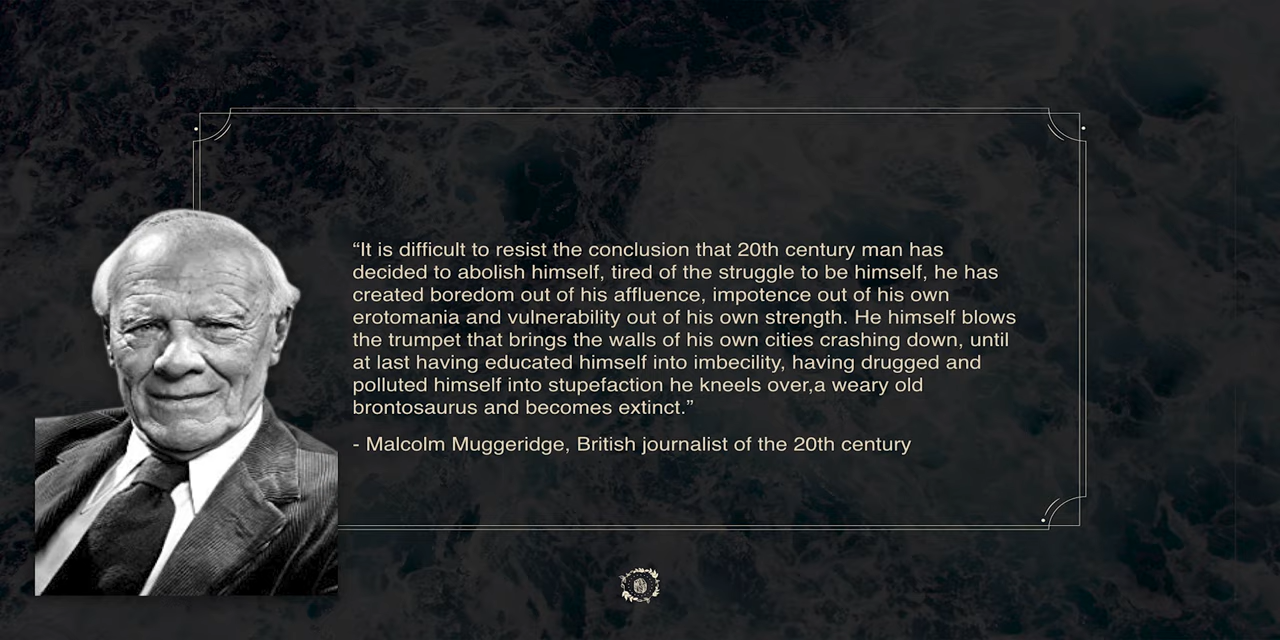 “It is difficult to resist the conclusion that 20th century man has
decided to abolish himself, tired of the struggle to be himself, he has
created boredom out of his affluence, impotence out of his own
erotomania and vulnerability out of his own strength. He himself blows
the trumpet that brings the walls of his own cities crashing down, until
at last having educated himself into imbecility, having drugged and
polluted himself into stupefaction he kneels over,a weary old
brontosaurus and becomes extinct.”
- Malcolm Muggeridge, British journalist of the 20th century